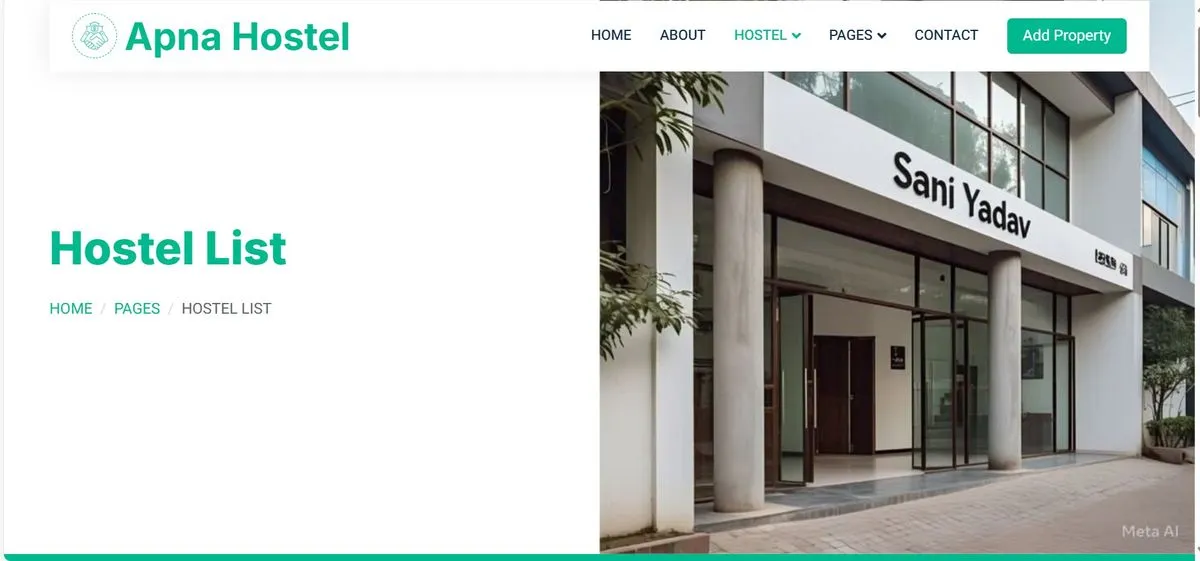 Apna Hostel
HOME ABOUT HOSTEL PAGES CONTACT Add Property
Sani Yadav
Hostel List
HOME / PAGES / HOSTEL LIST
Meta AI